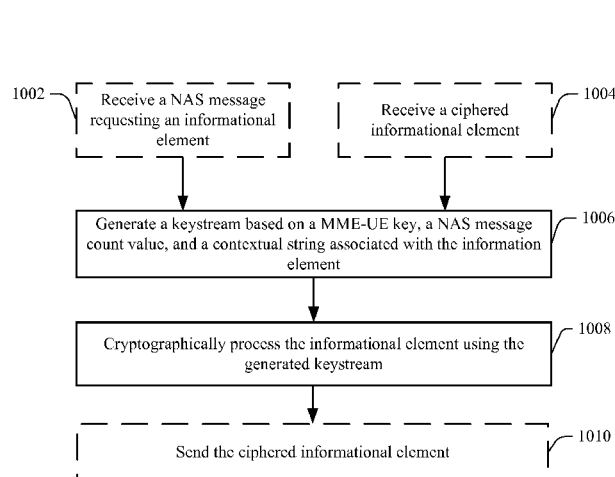 1002
Receive a NAS message
requesting an informational
element
Receive a ciphered
informational element
1004
Generate a keystream based on a MME-UE key, a NAS message
count value, and a contextual string associated with the information
element
1006
Cryptographically process the informational element using the
generated keystream
1008
Send the ciphered informational element
1010